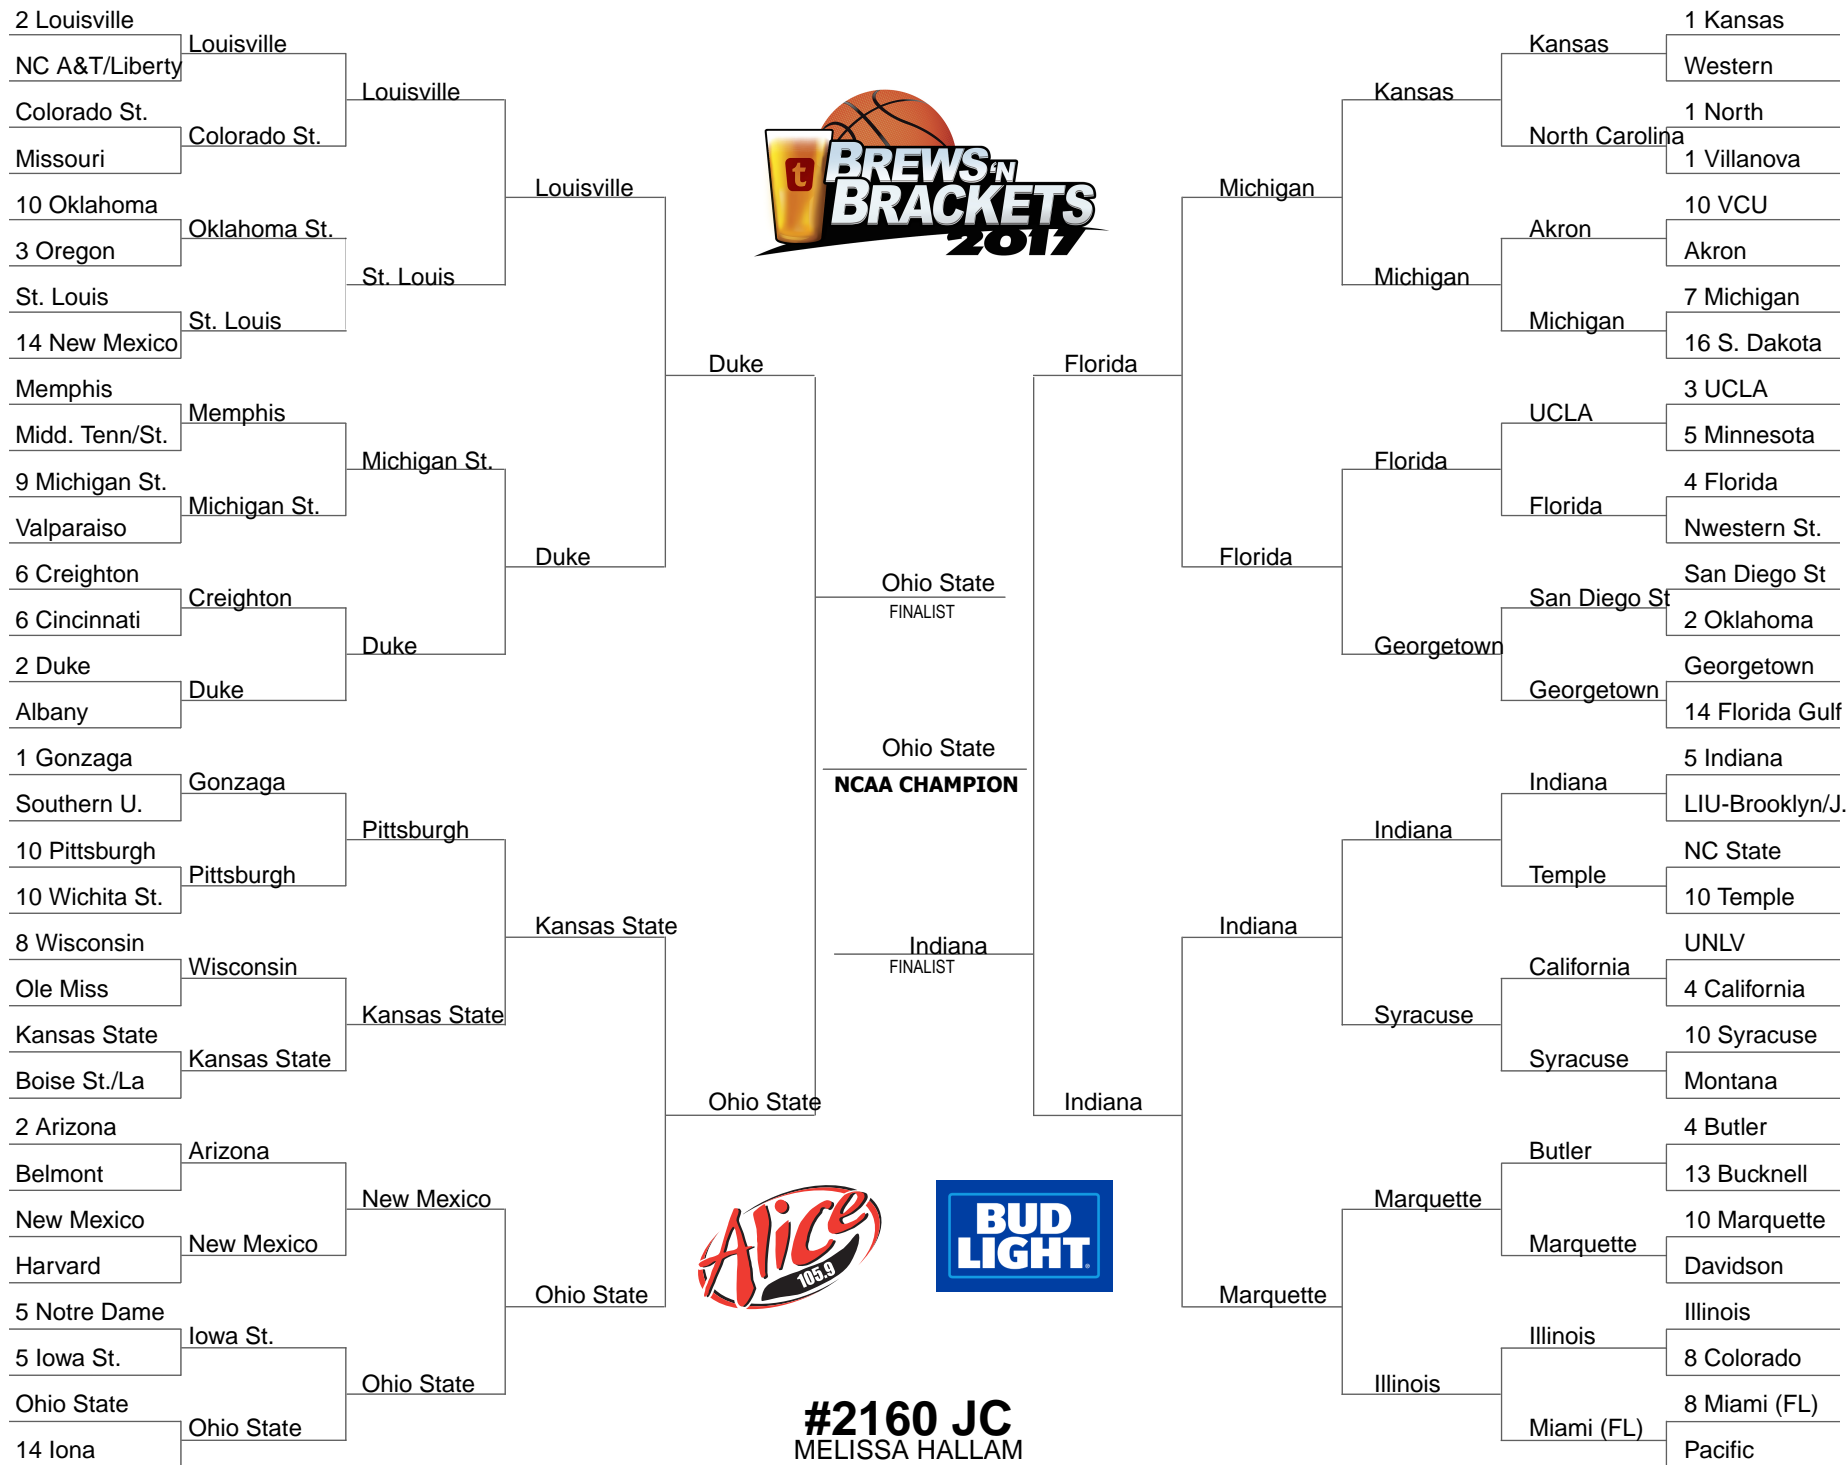 2 Louisville
NC A&T/Liberty
Colorado St.
Missouri
10 Oklahoma
3 Oregon
St. Louis
14 New Mexico
Memphis
Midd. Tenn/St.
9 Michigan St.
Valparaiso
6 Creighton
6 Cincinnati
2 Duke
Albany
1 Gonzaga
Southern U.
10 Pittsburgh
10 Wichita St.
8 Wisconsin
Ole Miss
Kansas State
Boise St./La
2 Arizona
Belmont
New Mexico
Harvard
5 Notre Dame
5 Iowa St.
Ohio State
14 Iona
Louisville
Colorado St.
Oklahoma St.
St. Louis
Memphis
Michigan St.
Creighton
Duke
Gonzaga
Pittsburgh
Wisconsin
Kansas State
Arizona
New Mexico
Iowa St.
Ohio State
Louisville
St. Louis
Michigan St.
Duke
Pittsburgh
Kansas State
New Mexico
Ohio State
Louisville
Duke
Kansas State
Ohio State
Duke
Ohio State
t
BREWS 'N
BRACKETS
2017
Ohio State
FINALIST
Ohio State
NCAA CHAMPION
Indiana
FINALIST
Alice
105.9
BUD
LIGHT
#2160 JC
MELISSA HALLAM
Florida
Indiana
Michigan
Florida
Indiana
Marquette
Kansas
Michigan
Florida
Georgetown
Indiana
Syracuse
Marquette
Illinois
Kansas
North Carolina
Akron
Michigan
UCLA
Florida
San Diego St
Georgetown
Indiana
Temple
California
Syracuse
Butler
Marquette
Illinois
Miami (FL)
1 Kansas
Western
1 North
1 Villanova
10 VCU
Akron
7 Michigan
16 S. Dakota
3 UCLA
5 Minnesota
4 Florida
Nwestern St.
San Diego St
2 Oklahoma
Georgetown
14 Florida Gulf
5 Indiana
LIU-Brooklyn/J.
NC State
10 Temple
UNLV
4 California
10 Syracuse
Montana
4 Butler
13 Bucknell
10 Marquette
Davidson
Illinois
8 Colorado
8 Miami (FL)
Pacific